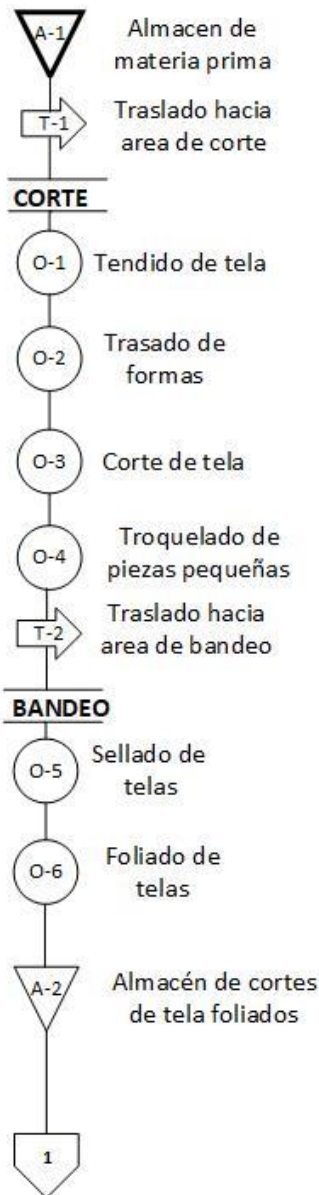 A-1
Almacen de
materia prima
T-1
Traslado hacia
area de corte
CORTE
O-1
Tendido de tela
O-2
Trasado de
formas
O-3
Corte de tela
O-4
Troquelado de
piezas pequeñas
T-2
Traslado hacia
area de bandeo
BANDEO
O-5
Sellado de
telas
O-6
Foliado de
telas
A-2
Almacén de cortes
de tela foliados
1